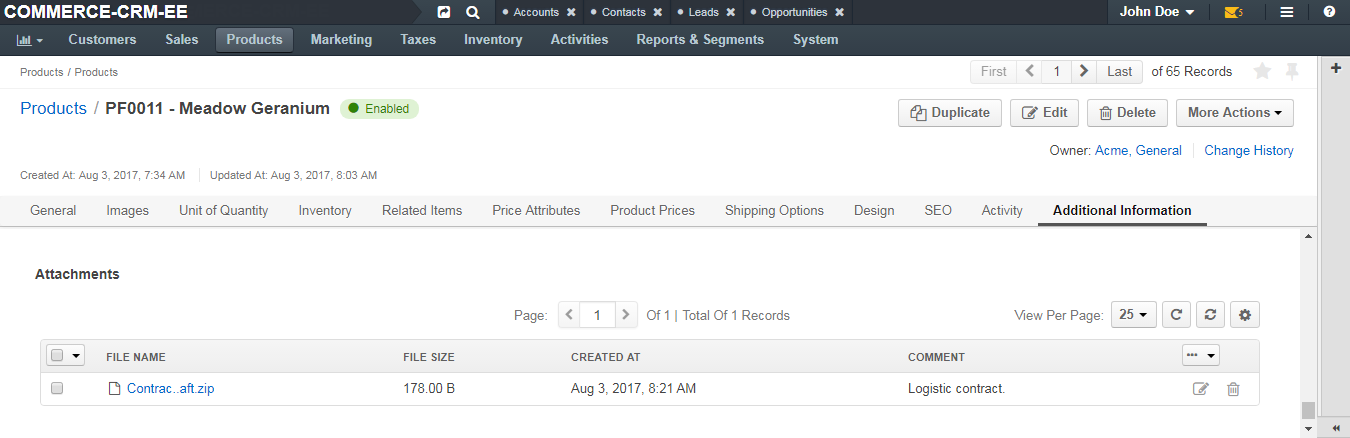 COMMERCE-CRM-EE
Accounts Contacts Leads Opportunities
John Doe 5
Customers Sales Products Marketing Taxes Inventory Activities Reports & Segments System
Products / Products
First 1 Last of 65 Records
Products / PF0011 - Meadow Geranium Enabled
Duplicate Edit Delete More Actions
Owner: Acme, General Change History
Created At: Aug 3, 2017, 7:34 AM Updated At: Aug 3, 2017, 8:03 AM
General Images Unit of Quantity Inventory Related Items Price Attributes Product Prices Shipping Options Design SEO Activity Additional Information
Attachments
Page: 1 Of 1 | Total Of 1 Records View Per Page: 25
FILE NAME FILE SIZE CREATED AT COMMENT
Contrac..aft.zip 178.00 B Aug 3, 2017, 8:21 AM Logistic contract.